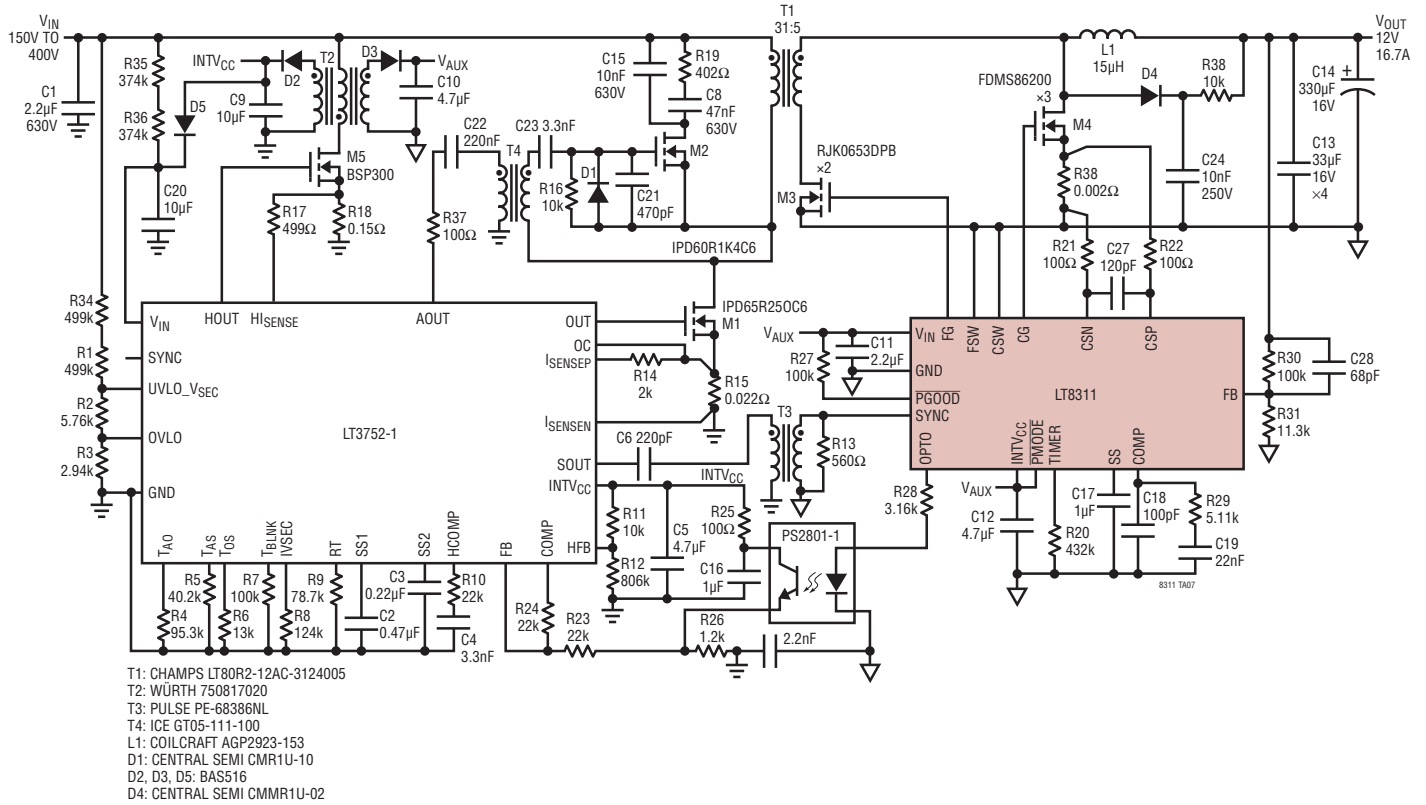 VIN
150V TO
400V
C1
2.2µF
630V
R35
374k
R36
374k
C20
10µF
D5
INTVCC
D2
C9
10µF
T2
D3
VAUX
C10
4.7µF
M5
BSP300
R17
499Ω
R18
0.15Ω
C22
220nF
R37
100Ω
T4
C23 3.3nF
R16
10k
D1
C21
470pF
C15
10nF
630V
R19
402Ω
C8
47nF
630V
M2
IPD60R1K4C6
T1
31:5
RJK0653DPB
×2
M3
FDMS86200
×3
M4
L1
15µH
D4
R38
10k
R38
0.002Ω
C24
10nF
250V
R21
100Ω
C27
120pF
R22
100Ω
VOUT
12V
16.7A
C14
330µF
16V
+
C13
33µF
16V
×4
R34
499k
R1
499k
R2
5.76k
R3
2.94k
VIN
SYNC
UVLO_VSEC
OVLO
GND
HOUT
HISENSE
AOUT
LT3752-1
OUT
OC
ISENSEP
ISENSEN
SOUT
INTVCC
HFB
TAO
TAS
TOS
TBLNK
IVSEC
RT
SS1
SS2
HCOMP
FB
COMP
IPD65R25OC6
M1
R14
2k
R15
0.022Ω
C6 220pF
T3
R13
560Ω
INTVCC
R11
10k
R12
806k
C5
4.7µF
R25
100Ω
C16
1µF
PS2801-1
R5
40.2k
R4
95.3k
R6
13k
R7
100k
R8
124k
R9
78.7k
C3
0.22µF
C2
0.47µF
R10
22k
C4
3.3nF
R24
22k
R23
22k
R26
1.2k
2.2nF
VAUX
R27
100k
C11
2.2µF
VIN
FG
FSW
CSW
CG
CSN
CSP
GND
PGOOD
SYNC
OPTO
LT8311
FB
INTVCC
PMODE
TIMER
SS
COMP
R30
100k
C28
68pF
R31
11.3k
R28
3.16k
VAUX
C12
4.7µF
R20
432k
C17
1µF
C18
100pF
R29
5.11k
C19
22nF
8311 TA07
T1: CHAMPS LT80R2-12AC-3124005
T2: WÜRTH 750817020
T3: PULSE PE-68386NL
T4: ICE GT05-111-100
L1: COILCRAFT AGP2923-153
D1: CENTRAL SEMI CMR1U-10
D2, D3, D5: BAS516
D4: CENTRAL SEMI CMMR1U-02